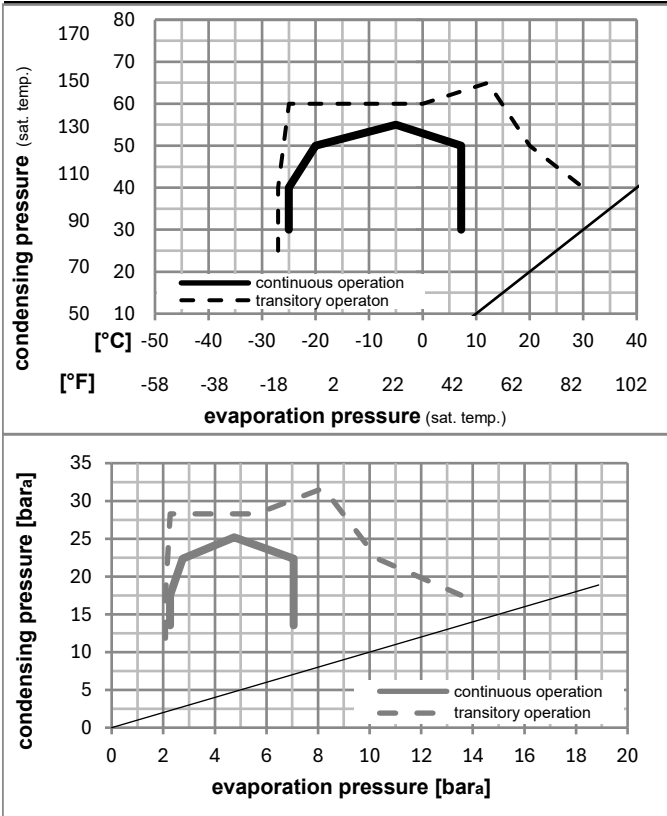 condensing pressure (sat. temp.)
170 80
70
150 60
130 50
110 40
90 30
70 20
50 10
continuous operation
transitory operaton
[°C] -50 -40 -30 -20 -10 0 10 20 30 40
[°F] -58 -38 -18 2 22 42 62 82 102
evaporation pressure (sat. temp.)
condensing pressure [bara]
35
30
25
20
15
10
5
0
continuous operation
transitory operation
0 2 4 6 8 10 12 14 16 18 20
evaporation pressure [bara]